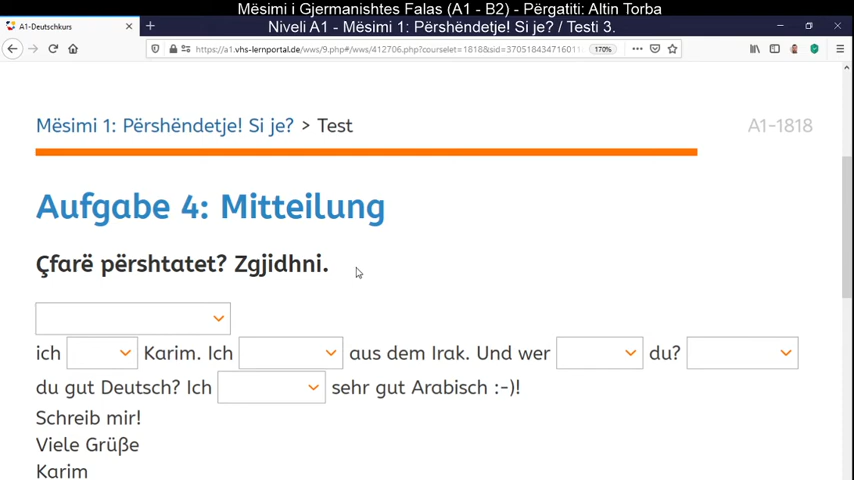 Mësimi i Gjermanishtes Falas (A1 - B2) - Përgatiti: Altin Torba
Niveli A1 - Mësimi 1: Përshëndetje! Si je? / Testi 3.
A1-Deutschkurs
https://a1.vhs-lernportal.de/wws/9.php#/wws/412706.php?courselet=1818&sid=37051843471601 170%
Mësimi 1: Përshëndetje! Si je? > Test A1-1818
Aufgabe 4: Mitteilung
Çfarë përshtatet? Zgjidhni.
ich Karim. Ich aus dem Irak. Und wer du?
du gut Deutsch? Ich sehr gut Arabisch :-)!
Schreib mir!
Viele Grüße
Karim